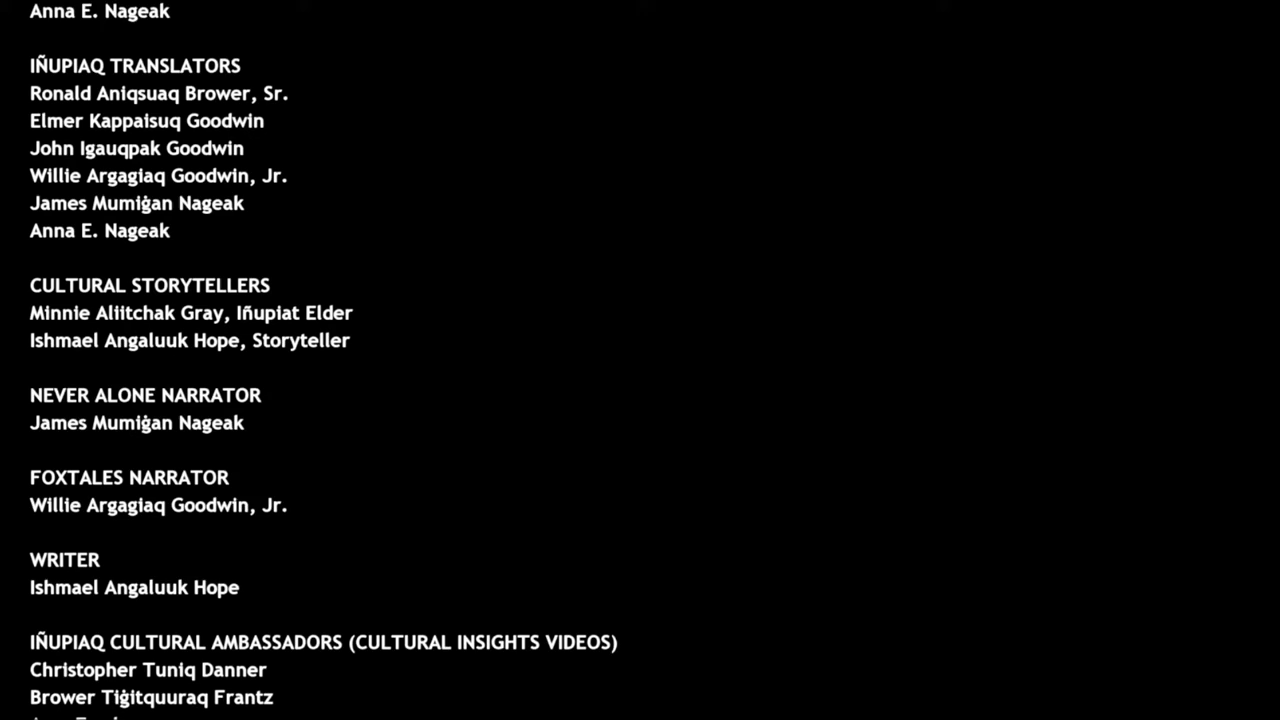 Anna E. Nageak
IÑUPIAQ TRANSLATORS
Ronald Aniqsuaq Brower, Sr.
Elmer Kappaisuq Goodwin
John Igauqpak Goodwin
Willie Argagiaq Goodwin, Jr.
James Mumiġan Nageak
Anna E. Nageak
CULTURAL STORYTELLERS
Minnie Aliitchak Gray, Iñupiat Elder
Ishmael Angaluuk Hope, Storyteller
NEVER ALONE NARRATOR
James Mumiġan Nageak
FOXTALES NARRATOR
Willie Argagiaq Goodwin, Jr.
WRITER
Ishmael Angaluuk Hope
IÑUPIAQ CULTURAL AMBASSADORS (CULTURAL INSIGHTS VIDEOS)
Christopher Tuniq Danner
Brower Tiġitquuraq Frantz